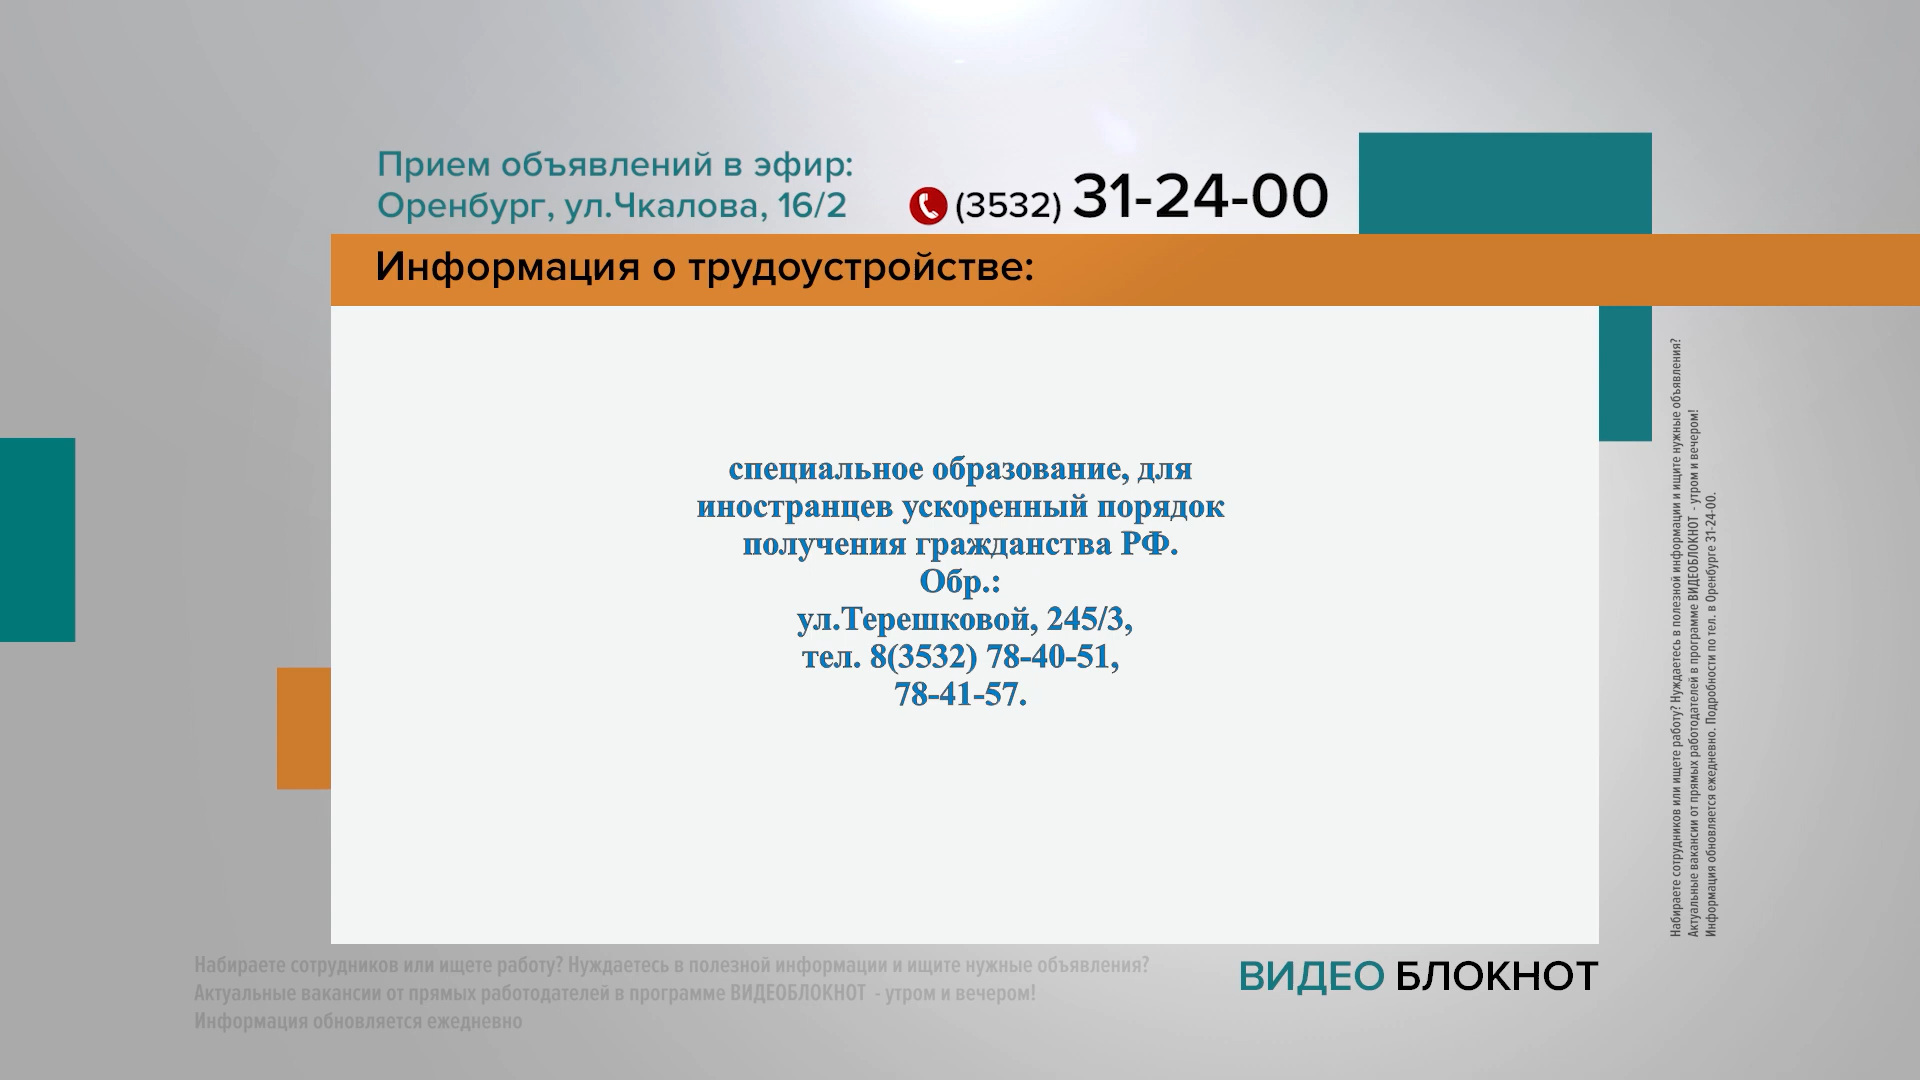 Прием объявлений в эфир:
Оренбург, ул.Чкалова, 16/2
(3532) 31-24-00
Информация о трудоустройстве:
специальное образование, для
иностранцев ускоренный порядок
получения гражданства РФ.
Обр.:
ул.Терешковой, 245/3,
тел. 8(3532) 78-40-51,
78-41-57.
Набираете сотрудников или ищете работу? Нуждаетесь в полезной информации и ищите нужные объявления?
Актуальные вакансии от прямых работодателей в программе ВИДЕОБЛОКНОТ - утром и вечером!
Информация обновляется ежедневно. Подробности по тел. в Оренбурге 31-24-00.
Набираете сотрудников или ищете работу? Нуждаетесь в полезной информации и ищите нужные объявления?
Актуальные вакансии от прямых работодателей в программе ВИДЕОБЛОКНОТ - утром и вечером!
Информация обновляется ежедневно
ВИДЕО БЛОКНОТ